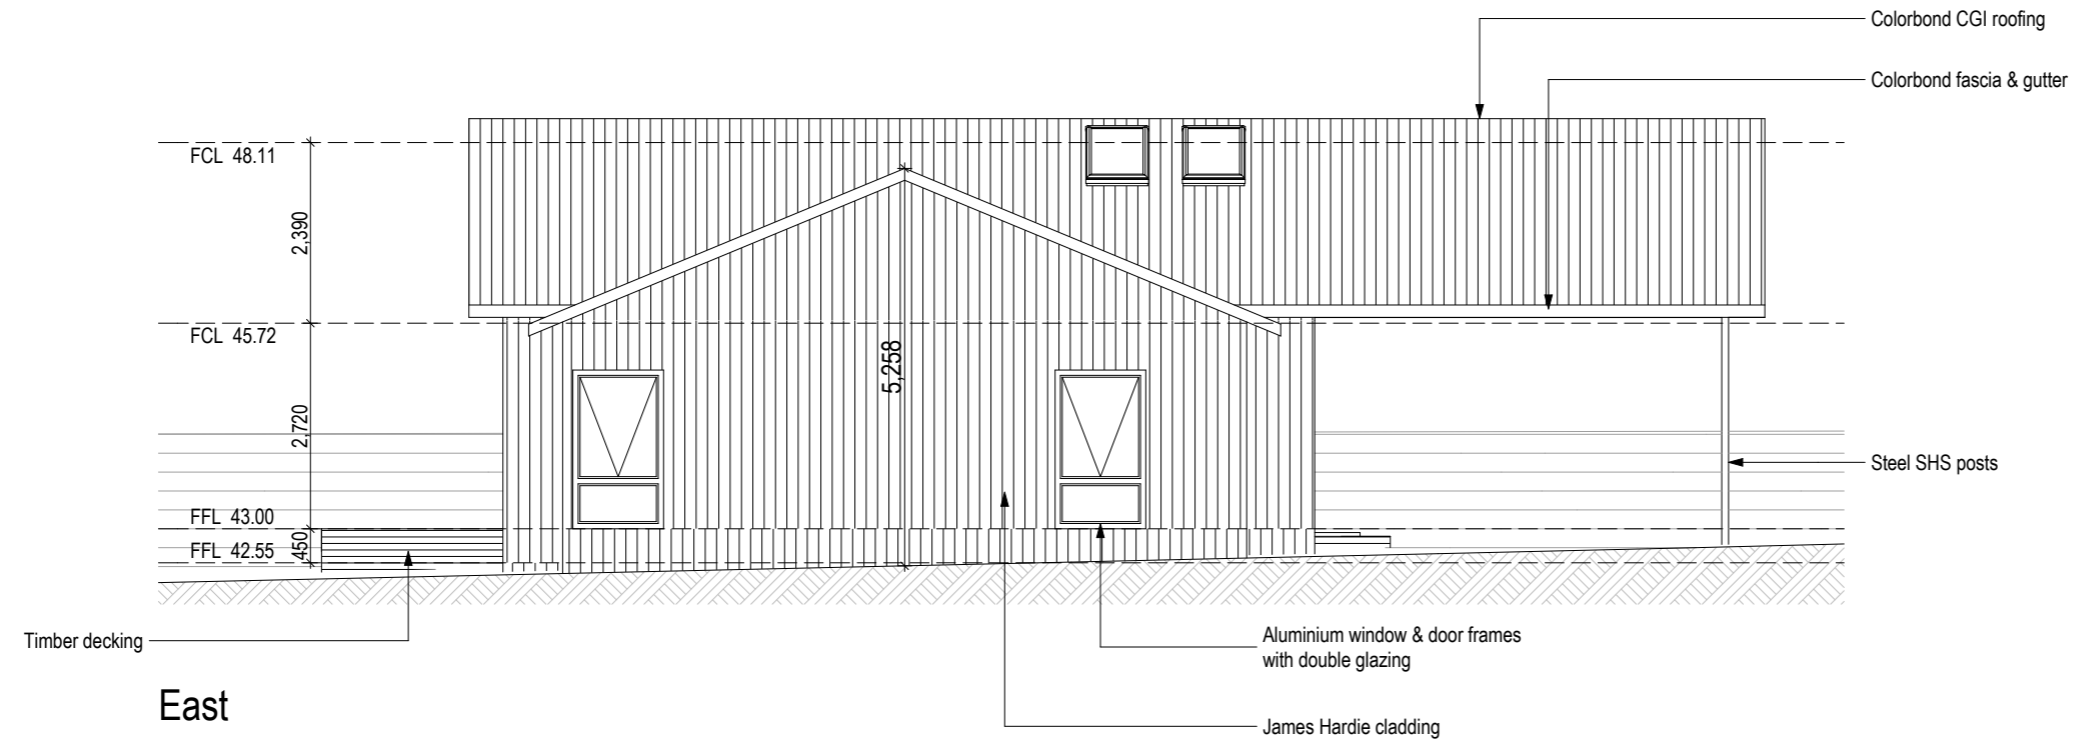 Colorbond CGI roofing
Colorbond fascia & gutter
FCL 48.11
2,390
FCL 45.72
5,258
2,720
Steel SHS posts
FFL 43.00
FFL 42.55
450
Timber decking
Aluminium window & door frames
with double glazing
East
James Hardie cladding